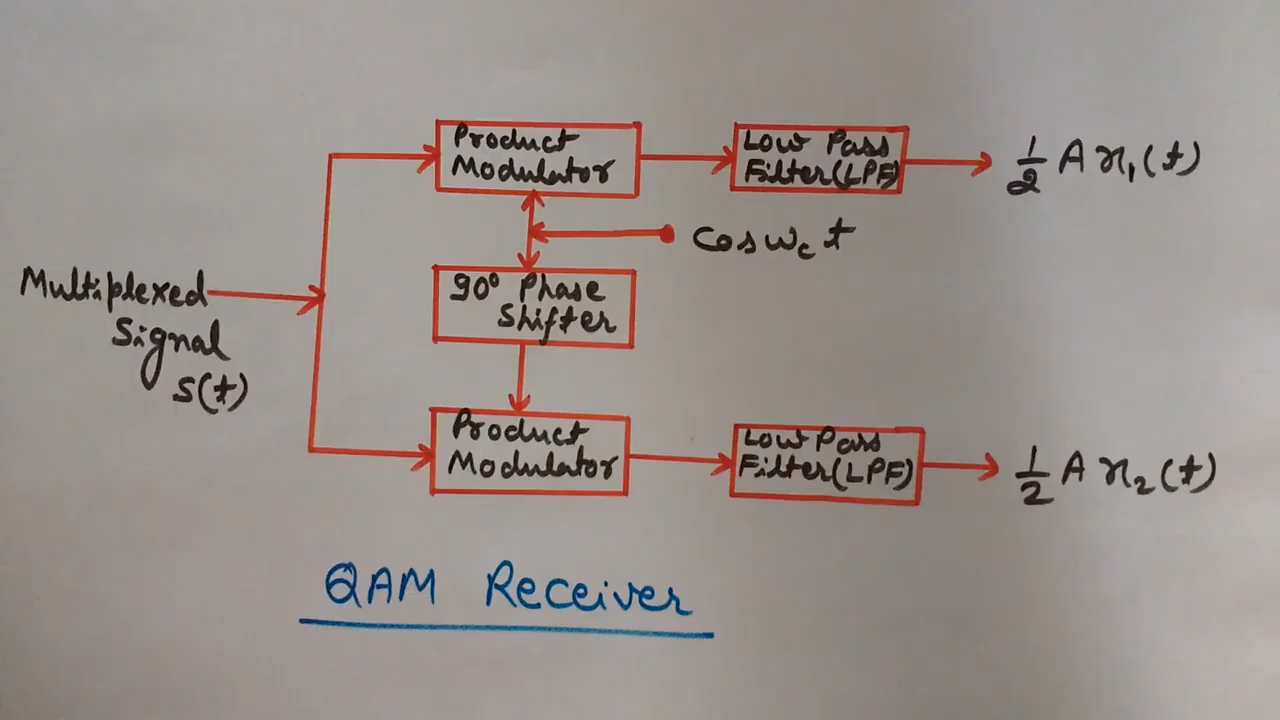 Product
Modulator
Low Pass
Filter(LPF)
1/2 A x₁(t)
Cos ω꜀ t
Multiplexed
Signal
S(t)
90° Phase
Shifter
Product
Modulator
Low Pass
Filter(LPF)
1/2 A x₂(t)
QAM Receiver